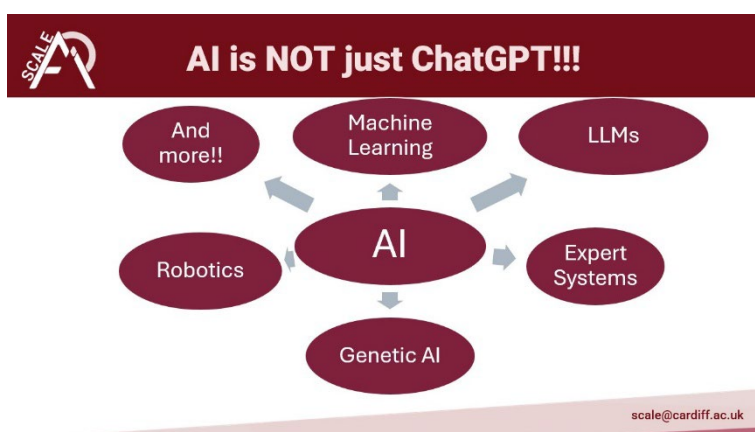 SCALE
AI is NOT just ChatGPT!!!
And
more!!
Machine
Learning
LLMs
Robotics
AI
Expert
Systems
Genetic AI
scale@cardiff.ac.uk